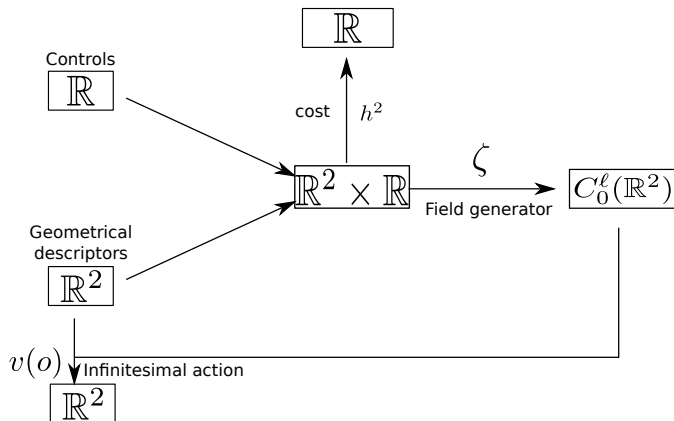 ℝ
Controls
ℝ
cost h²
ℝ² × ℝ
ζ
Field generator
C₀^ℓ(ℝ²)
Geometrical
descriptors
ℝ²
v(o)
Infinitesimal action
ℝ²